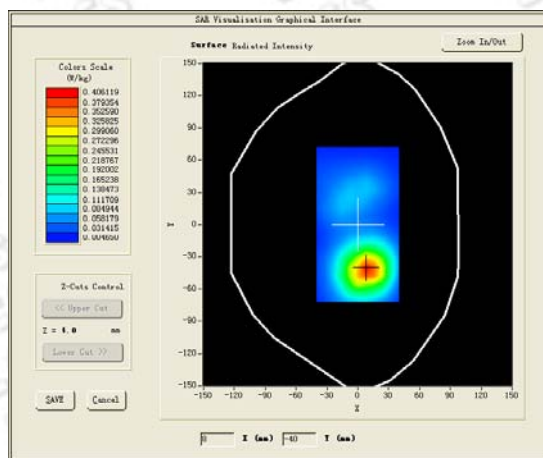 SAR Visualisation Graphical Interface
Surface Radiated Intensity
Zoom In/Out
Colors Scale
(W/kg)
0.406119
0.379354
0.352590
0.325825
0.299060
0.272296
0.245531
0.218767
0.192002
0.165238
0.138473
0.111709
0.084944
0.058179
0.031415
0.004650
150
120
90
60
30
0
-30
-60
-90
-120
-150
Y
-150 -120 -90 -60 -30 0 30 60 90 120 150
X
Z-Cuts Control
<< Upper Cut
Z = 4.0 mm
Lower Cut >>
SAVE Cancel
8 X (mm) -40 Y (mm)